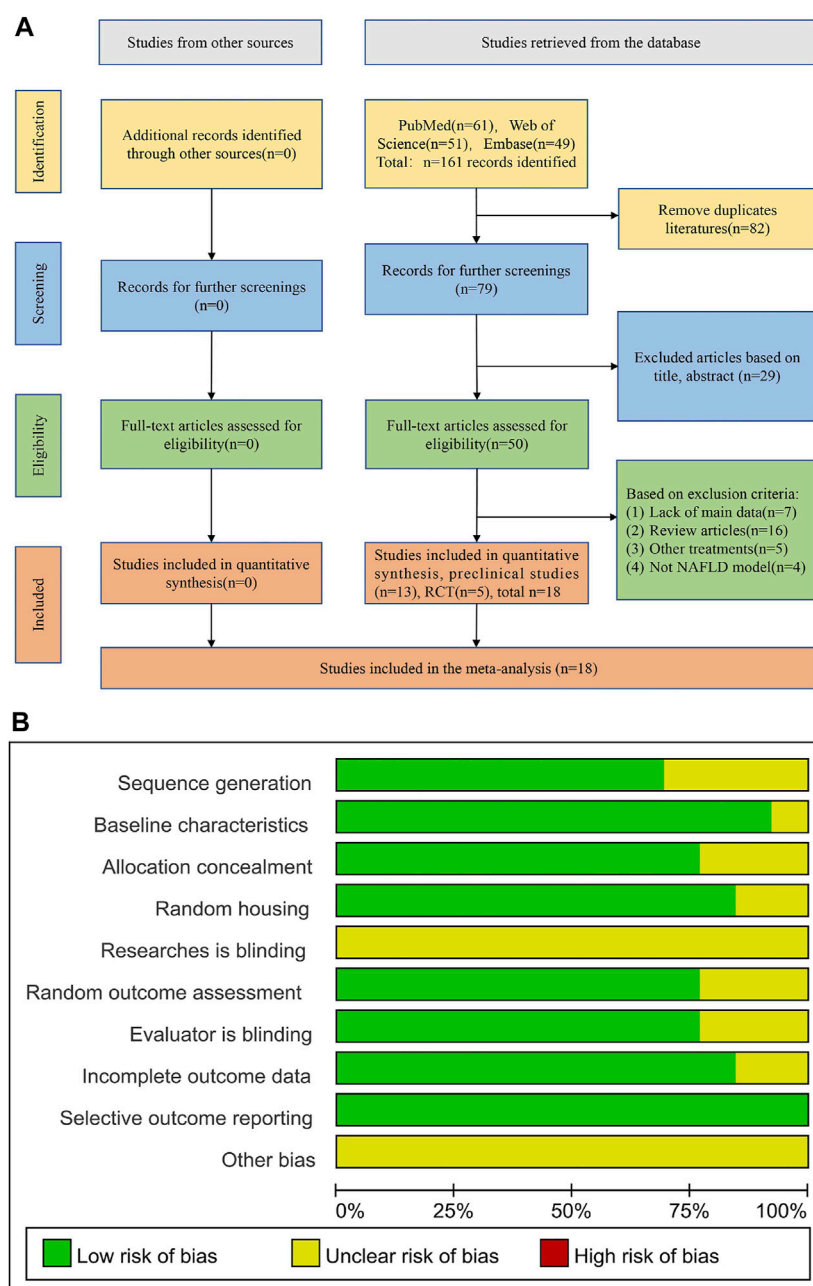 A
Studies from other sources
Studies retrieved from the database
Identification
Additional records identified
through other sources(n=0)
PubMed(n=61), Web of
Science(n=51), Embase(n=49)
Total: n=161 records identified
Remove duplicates
literatures(n=82)
Screening
Records for further screenings
(n=0)
Records for further screenings
(n=79)
Excluded articles based on
title, abstract (n=29)
Eligibility
Full-text articles assessed for
eligibility(n=0)
Full-text articles assessed for
eligibility(n=50)
Based on exclusion criteria:
(1) Lack of main data(n=7)
(2) Review articles(n=16)
(3) Other treatments(n=5)
(4) Not NAFLD model(n=4)
Included
Studies included in quantitative
synthesis(n=0)
Studies included in quantitative
synthesis, preclinical studies
(n=13), RCT(n=5), total n=18
Studies included in the meta-analysis (n=18)
B
Sequence generation
Baseline characteristics
Allocation concealment
Random housing
Researches is blinding
Random outcome assessment
Evaluator is blinding
Incomplete outcome data
Selective outcome reporting
Other bias
0% 25% 50% 75% 100%
Low risk of bias
Unclear risk of bias
High risk of bias